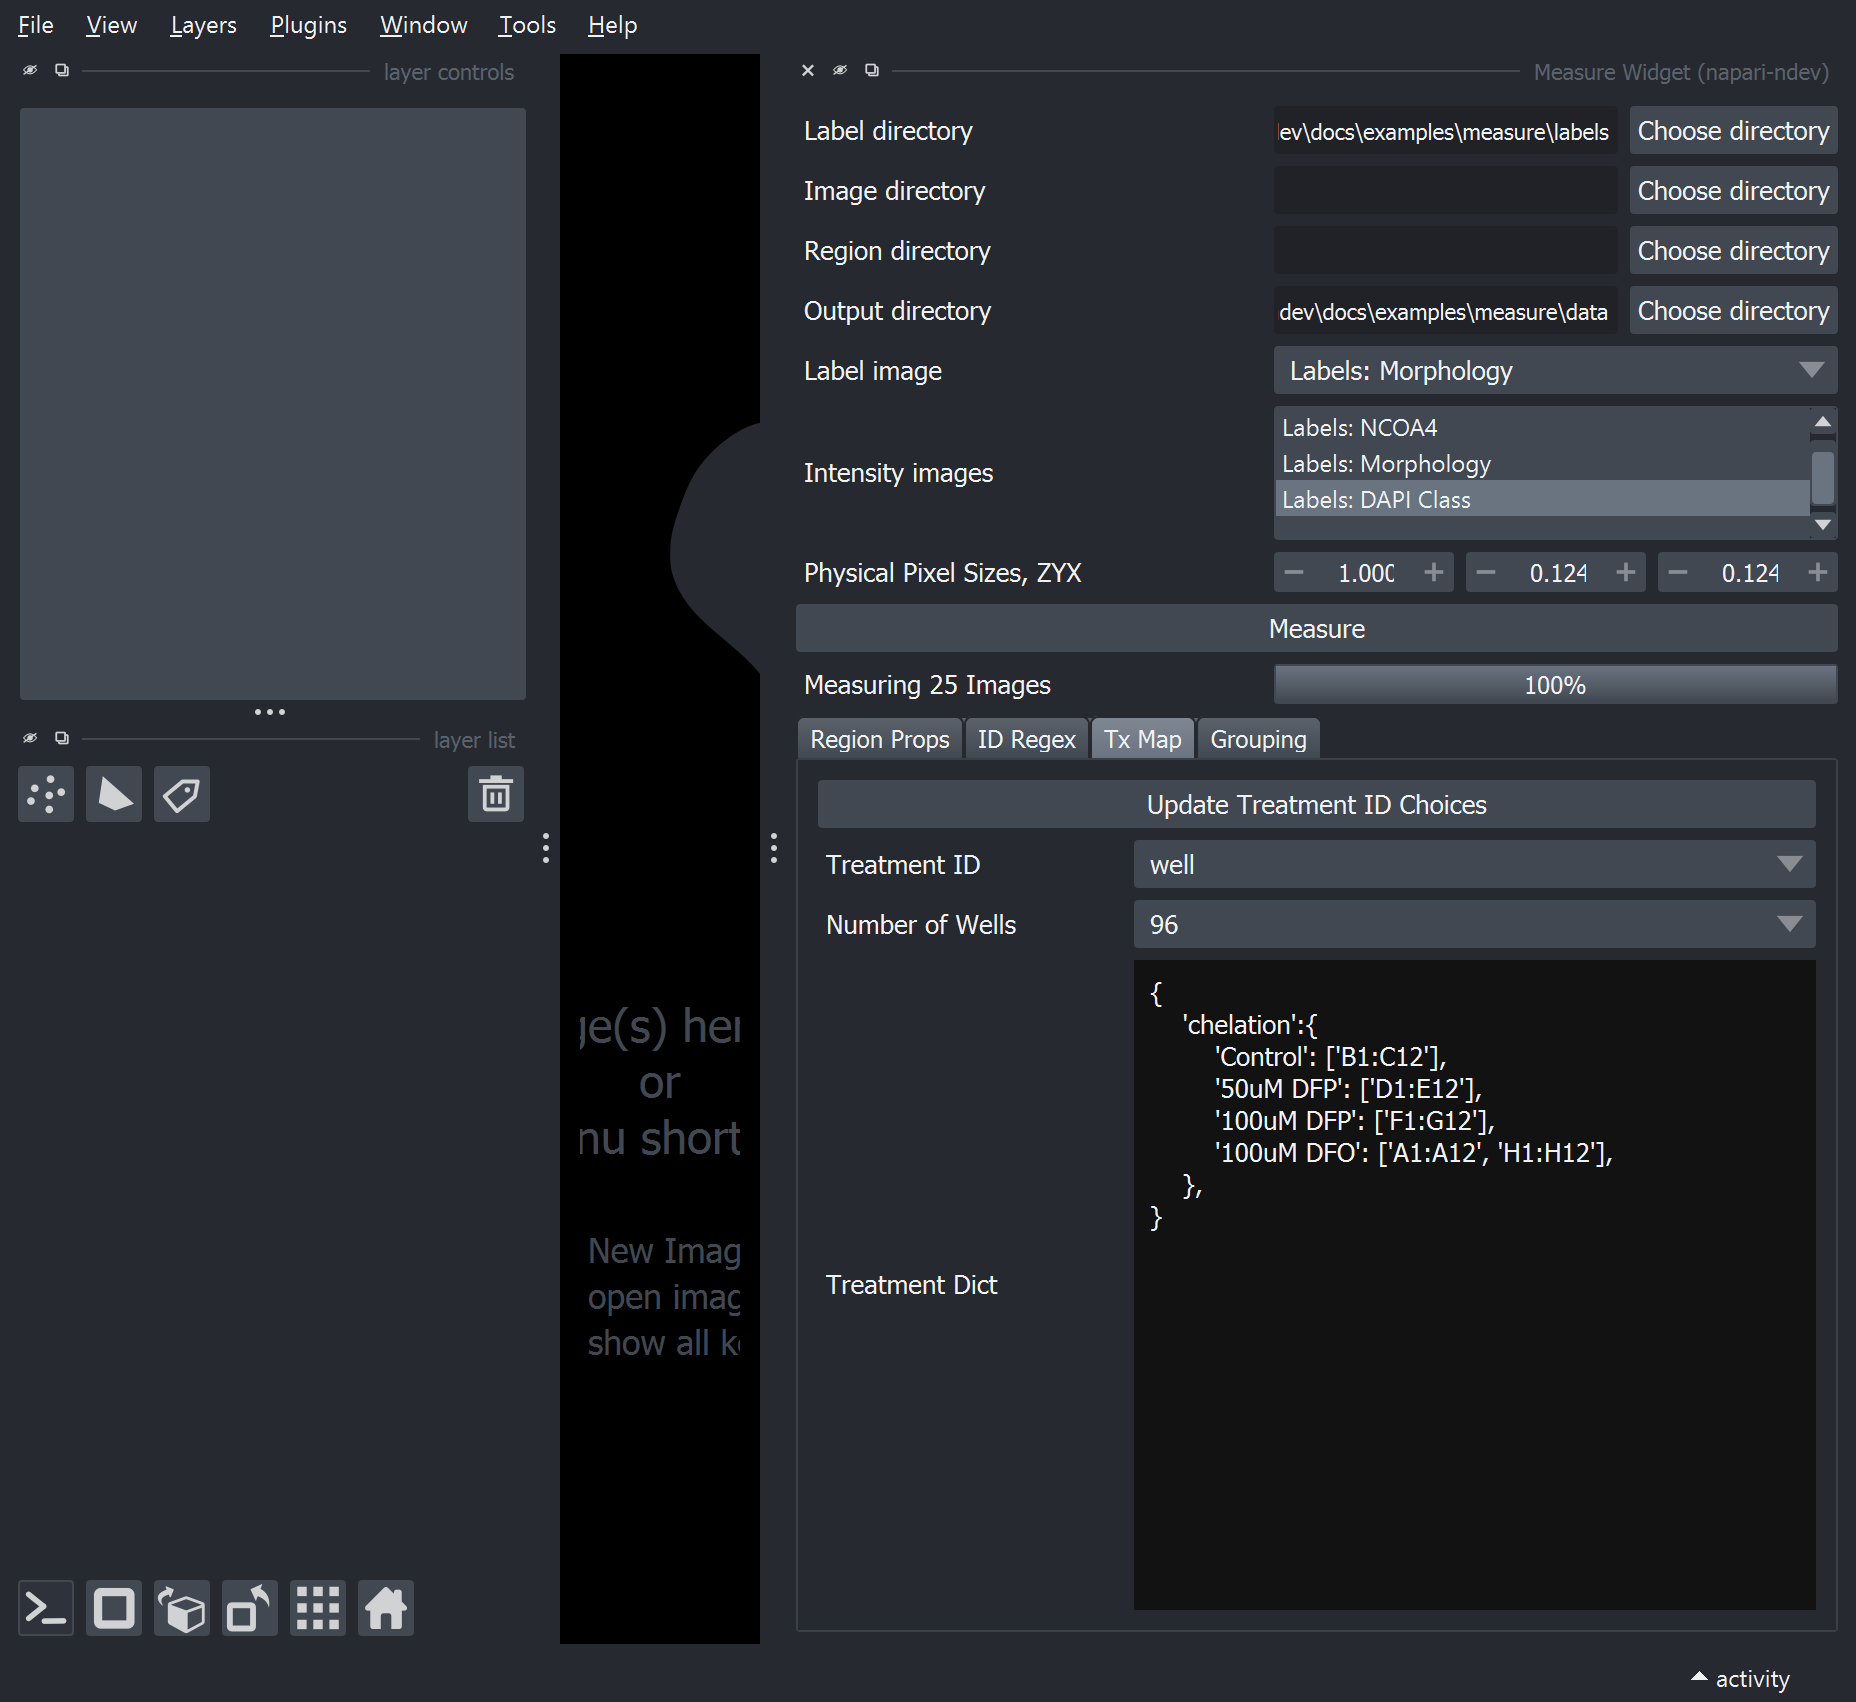 File View Layers Plugins Window Tools Help
layer controls
layer list
ge(s) her
or
nu short
New Imag
open imag
show all k
Measure Widget (napari-ndev)
Label directory ev\docs\examples\measure\labels Choose directory
Image directory Choose directory
Region directory Choose directory
Output directory dev\docs\examples\measure\data Choose directory
Label image Labels: Morphology
Intensity images
Labels: NCOA4
Labels: Morphology
Labels: DAPI Class
Physical Pixel Sizes, ZYX − 1.000 + − 0.124 + − 0.124 +
Measure
Measuring 25 Images 100%
Region Props ID Regex Tx Map Grouping
Update Treatment ID Choices
Treatment ID well
Number of Wells 96
Treatment Dict
{
'chelation':{
'Control': ['B1:C12'],
'50uM DFP': ['D1:E12'],
'100uM DFP': ['F1:G12'],
'100uM DFO': ['A1:A12', 'H1:H12'],
},
}
activity